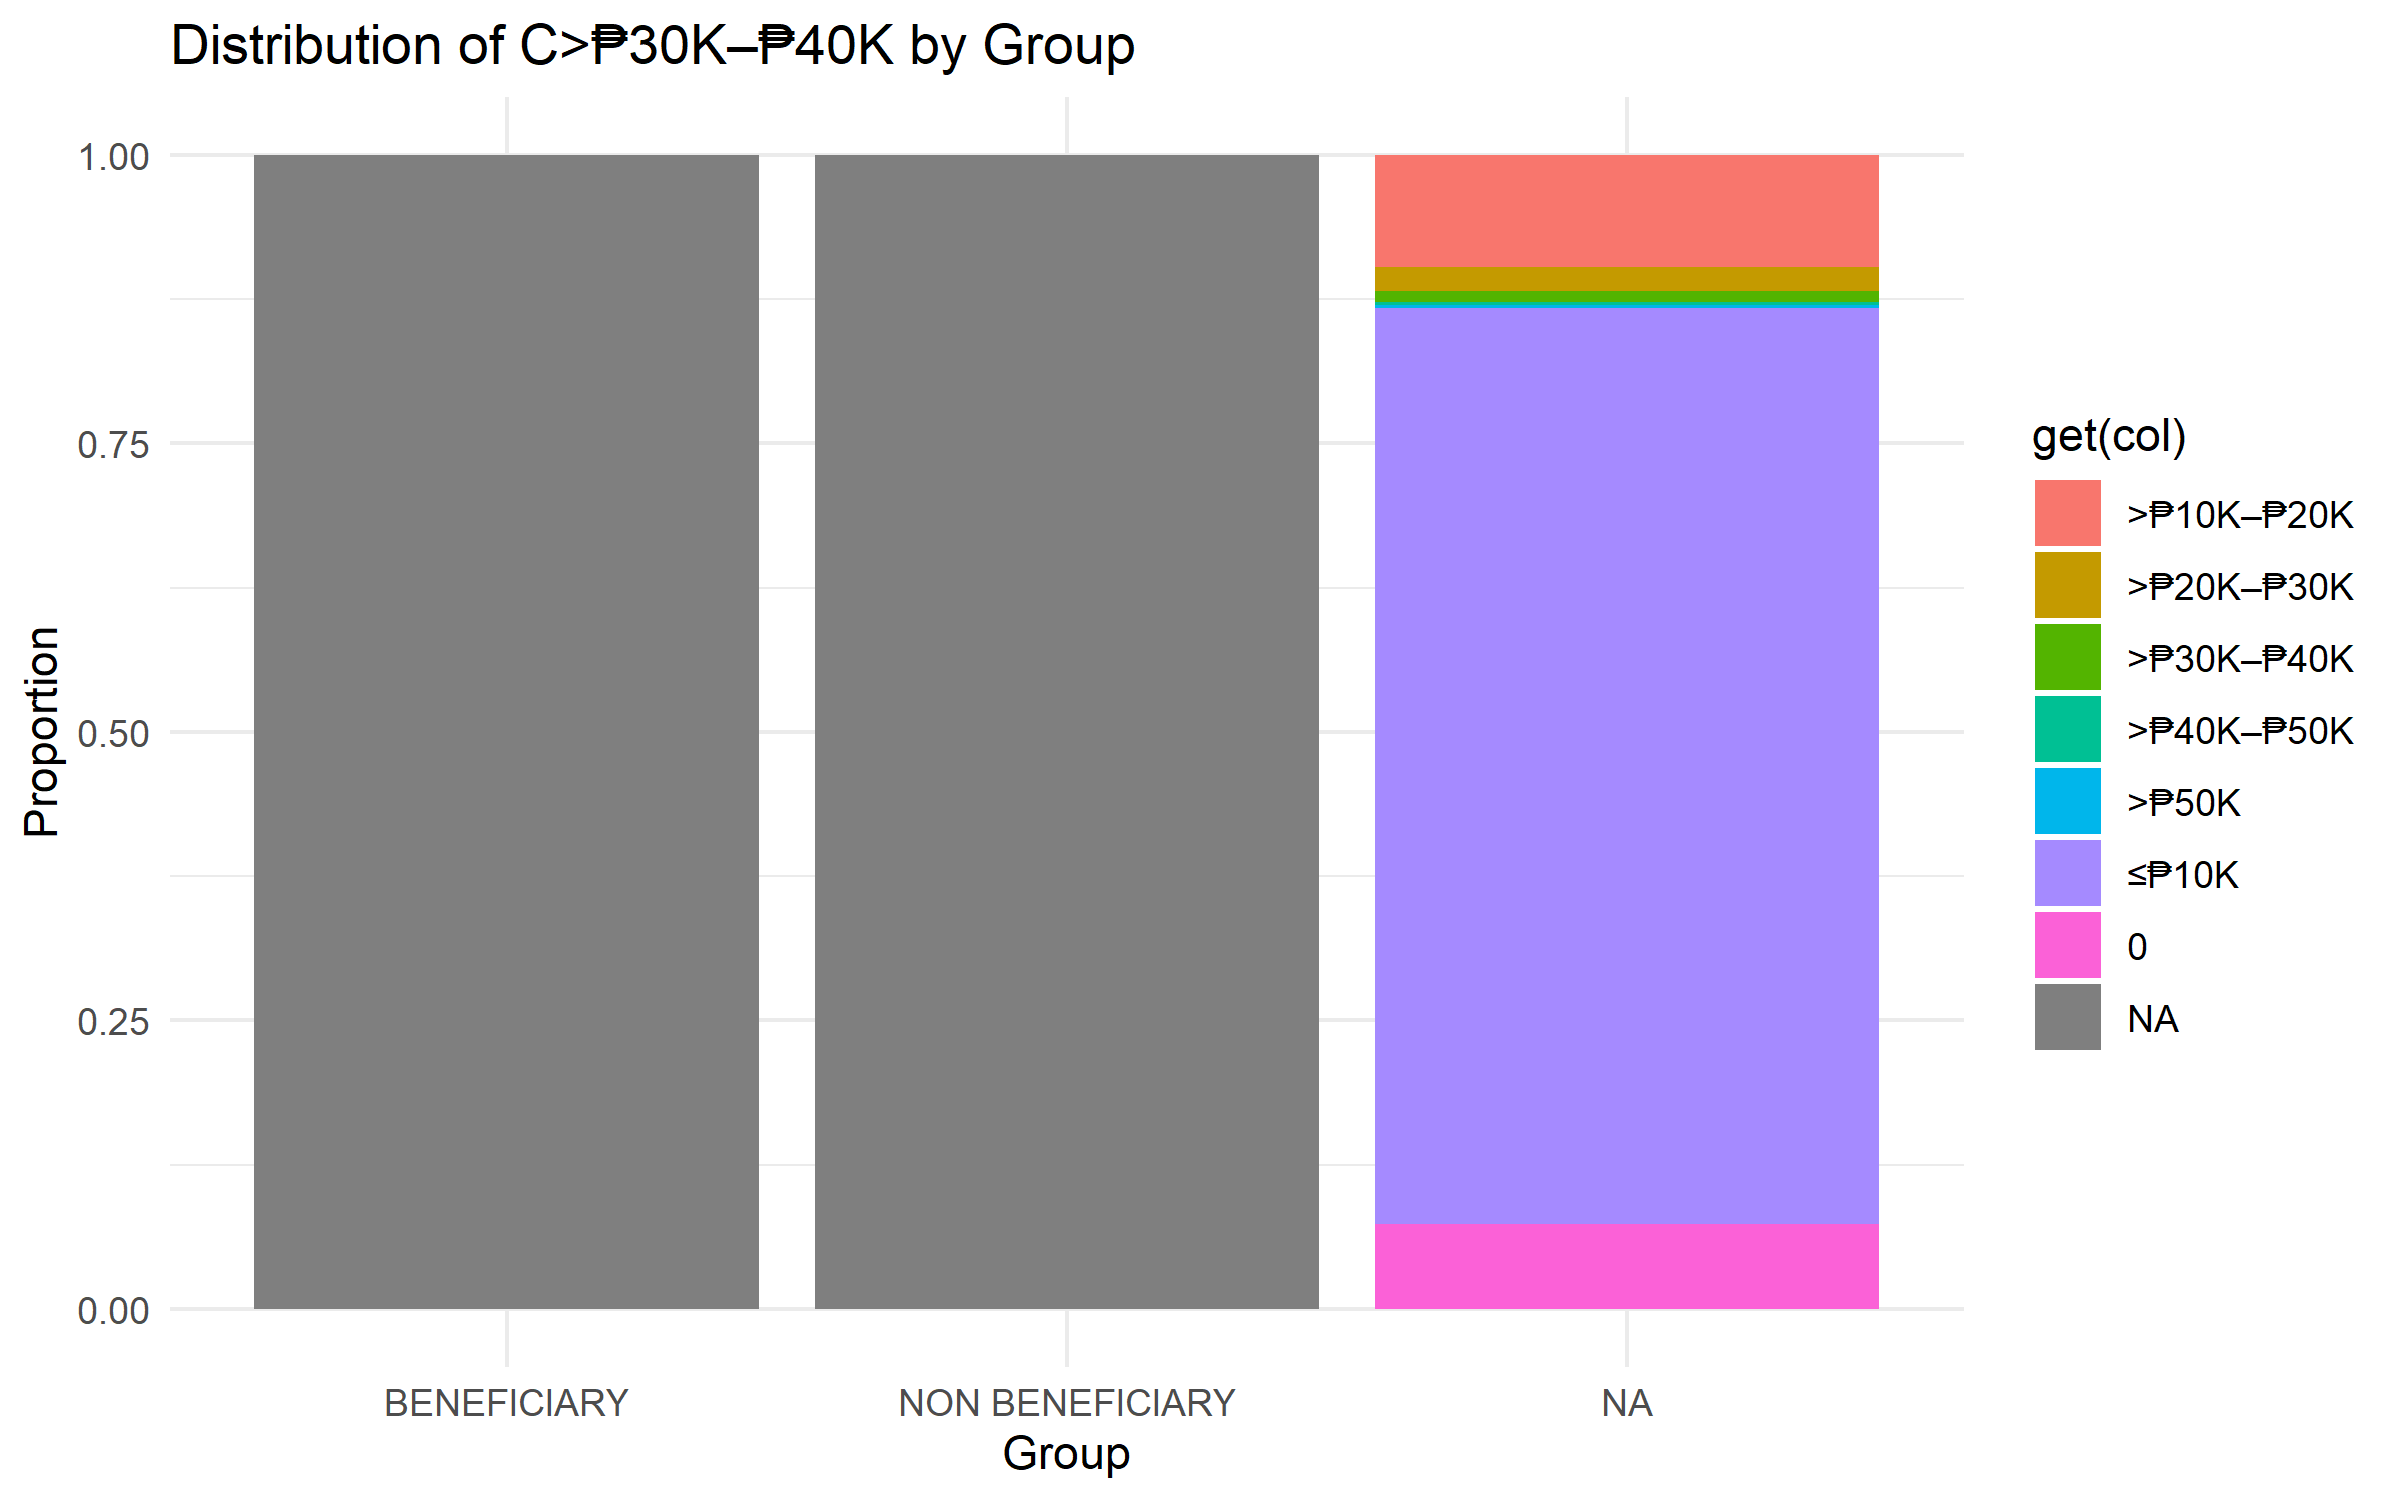 Distribution of C>₱30K–₱40K by Group
1.00
0.75
0.50
0.25
0.00
Proportion
BENEFICIARY
NON BENEFICIARY
NA
Group
get(col)
>₱10K–₱20K
>₱20K–₱30K
>₱30K–₱40K
>₱40K–₱50K
>₱50K
≤₱10K
0
NA